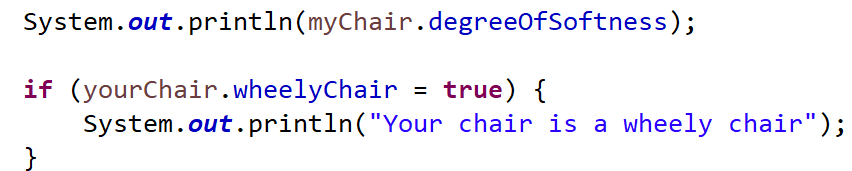 System.out.println(myChair.degreeOfSoftness);
if (yourChair.wheelyChair = true) {
System.out.println("Your chair is a wheely chair");
}